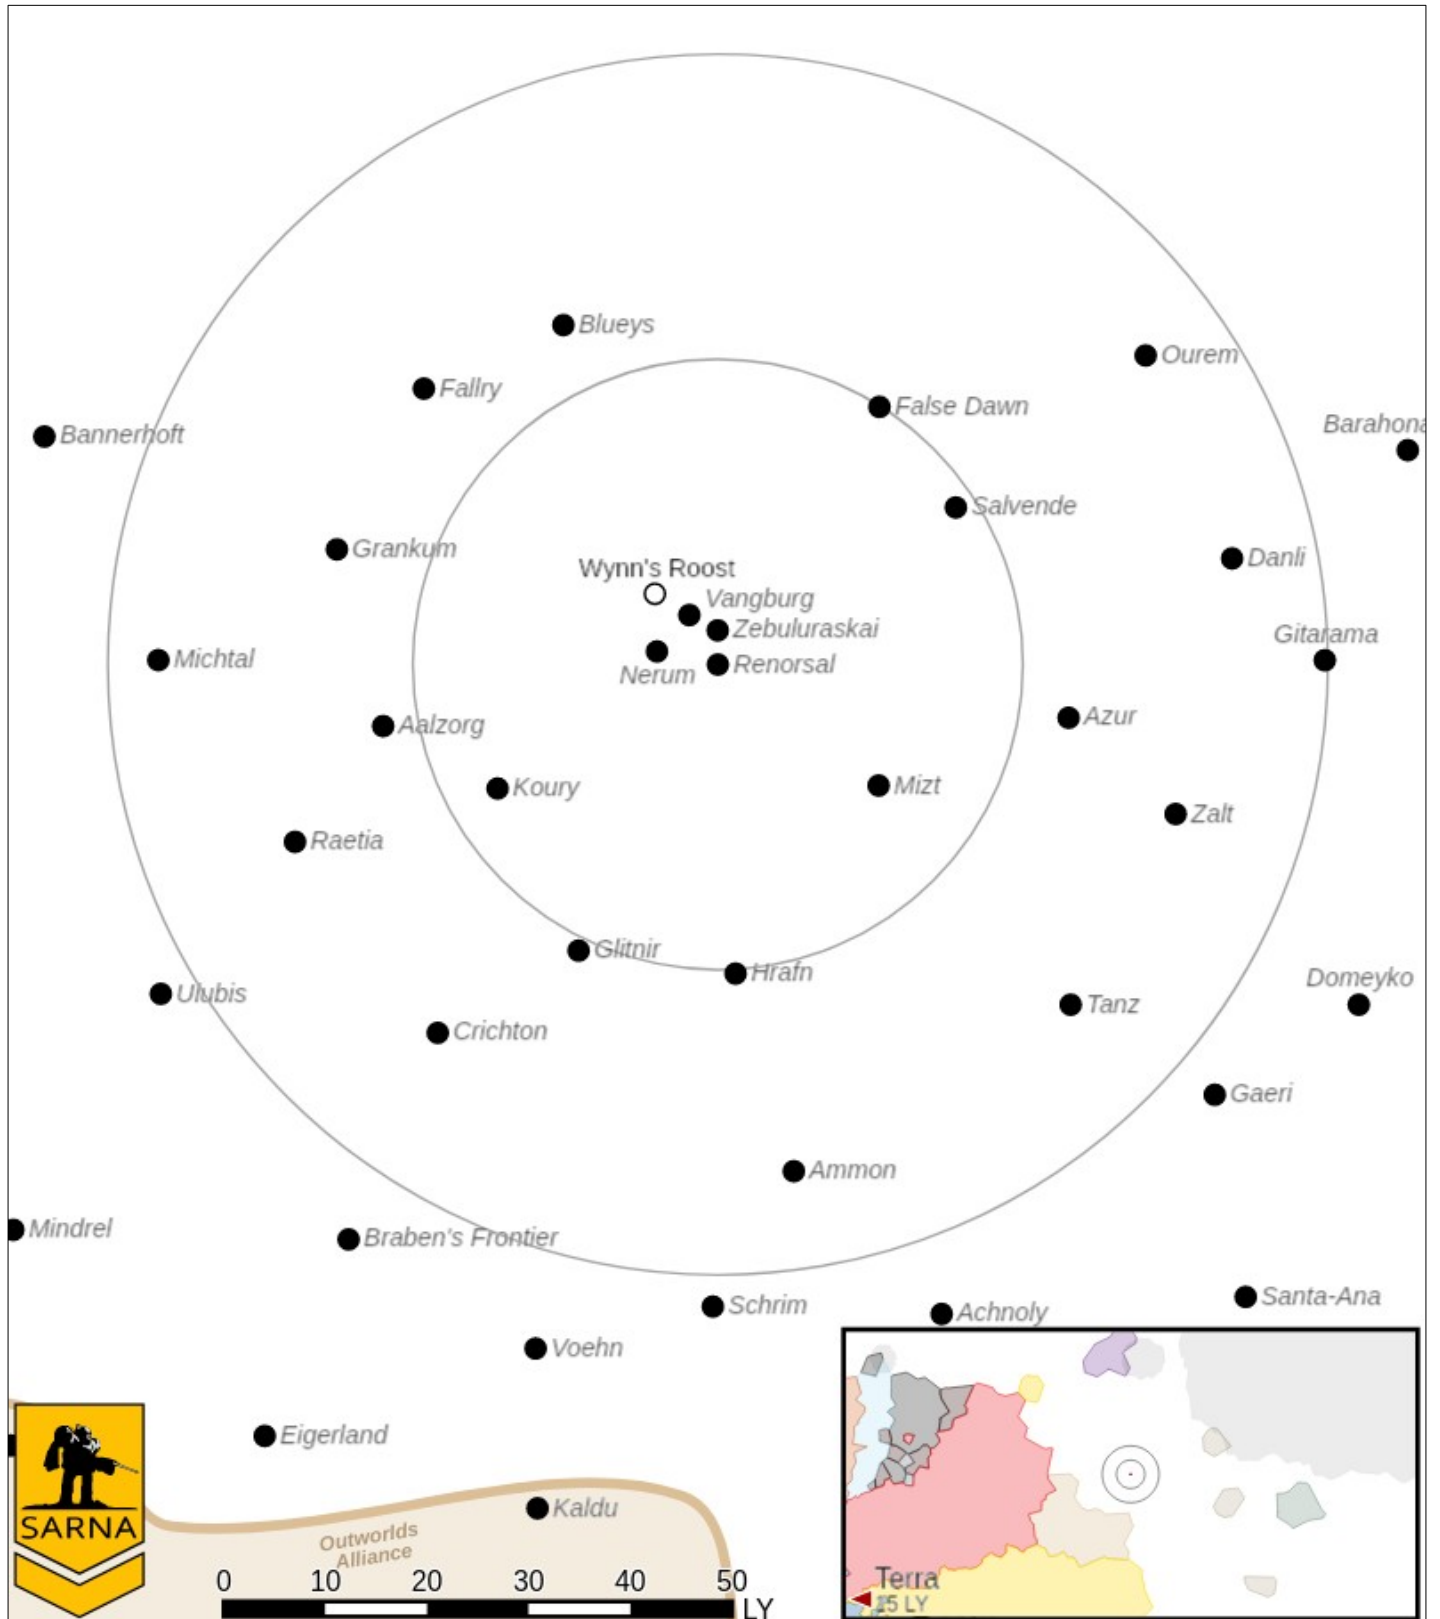 Blueys
Ourem
Fallry
False Dawn
Barahona
Bannerhoft
Salvende
Grankum
Danli
Wynn's Roost
Vangburg
Zebuluraskai
Gitarama
Michtal
Renorsal
Nerum
Azur
Aalzorg
Koury
Mizt
Zalt
Raetia
Glitnir
Hrafn
Domeyko
Ulubis
Tanz
Crichton
Gaeri
Ammon
Mindrel
Braben's Frontier
Santa-Ana
Schrim
Achnoly
Voehn
Eigerland
Kaldu
SARNA
Outworlds
Alliance
0 10 20 30 40 50
LY
Terra